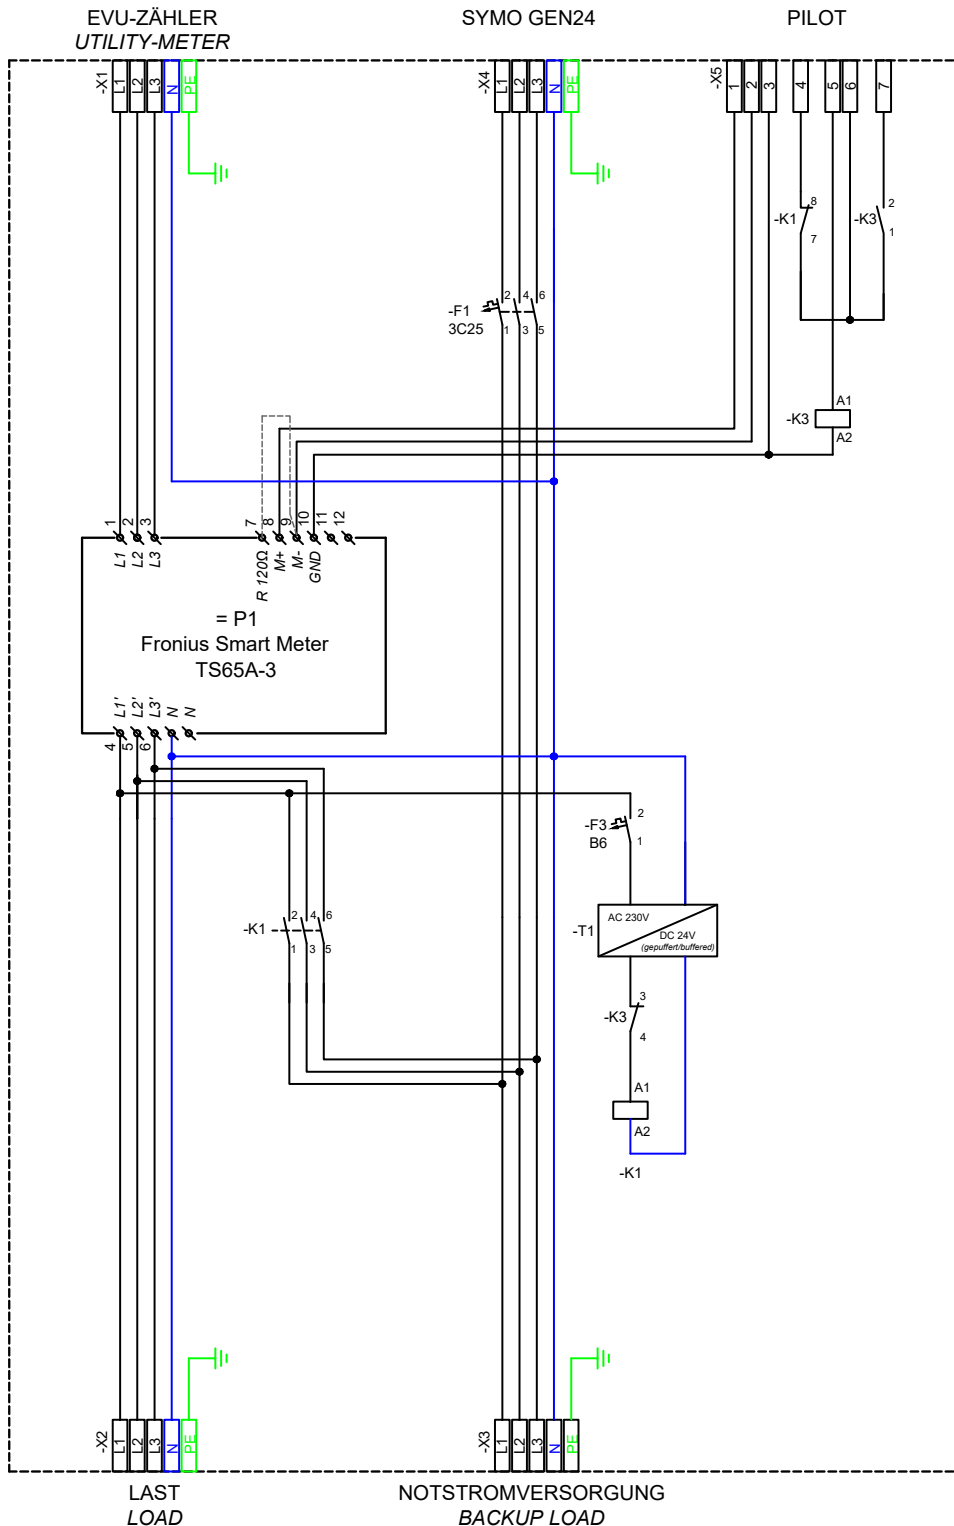 EVU-ZÄHLER
UTILITY-METER
SYMO GEN24
PILOT
-X1
L1
L2
L3
N
PE
-X4
L1
L2
L3
N
PE
-X5
1
2
3
4
5
6
7
-K1
8
7
-K3
2
1
-F1
3C25
2
4
6
1
3
5
-K3
A1
A2
1
2
3
7
8
9
10
11
12
L1
L2
L3
R 120Ω
M+
M-
GND
= P1
Fronius Smart Meter
TS65A-3
L1'
L2'
L3'
N
N
4
5
6
-F3
B6
2
1
-K1
2
4
6
1
3
5
-T1
AC 230V
DC 24V
(gepuffert/buffered)
-K3
3
4
A1
A2
-K1
-X2
L1
L2
L3
N
PE
-X3
L1
L2
L3
N
PE
LAST
LOAD
NOTSTROMVERSORGUNG
BACKUP LOAD